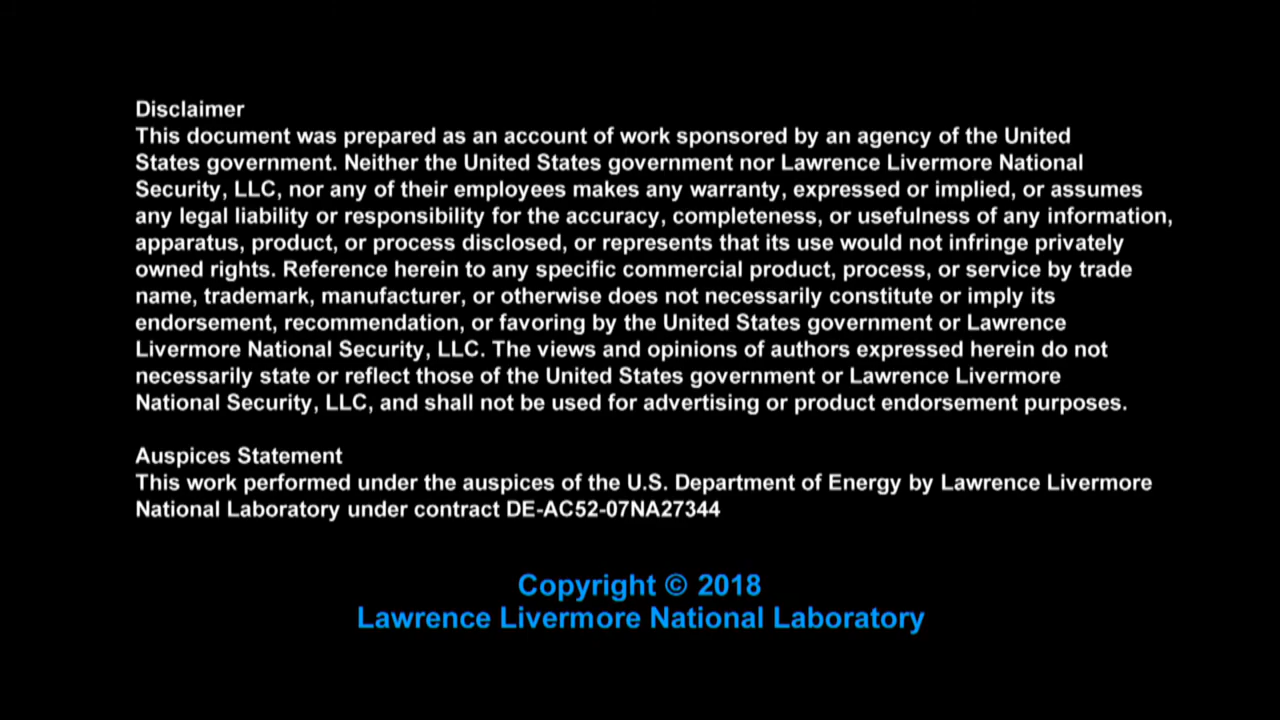 Disclaimer
This document was prepared as an account of work sponsored by an agency of the United
States government. Neither the United States government nor Lawrence Livermore National
Security, LLC, nor any of their employees makes any warranty, expressed or implied, or assumes
any legal liability or responsibility for the accuracy, completeness, or usefulness of any information,
apparatus, product, or process disclosed, or represents that its use would not infringe privately
owned rights. Reference herein to any specific commercial product, process, or service by trade
name, trademark, manufacturer, or otherwise does not necessarily constitute or imply its
endorsement, recommendation, or favoring by the United States government or Lawrence
Livermore National Security, LLC. The views and opinions of authors expressed herein do not
necessarily state or reflect those of the United States government or Lawrence Livermore
National Security, LLC, and shall not be used for advertising or product endorsement purposes.
Auspices Statement
This work performed under the auspices of the U.S. Department of Energy by Lawrence Livermore
National Laboratory under contract DE-AC52-07NA27344
Copyright © 2018
Lawrence Livermore National Laboratory